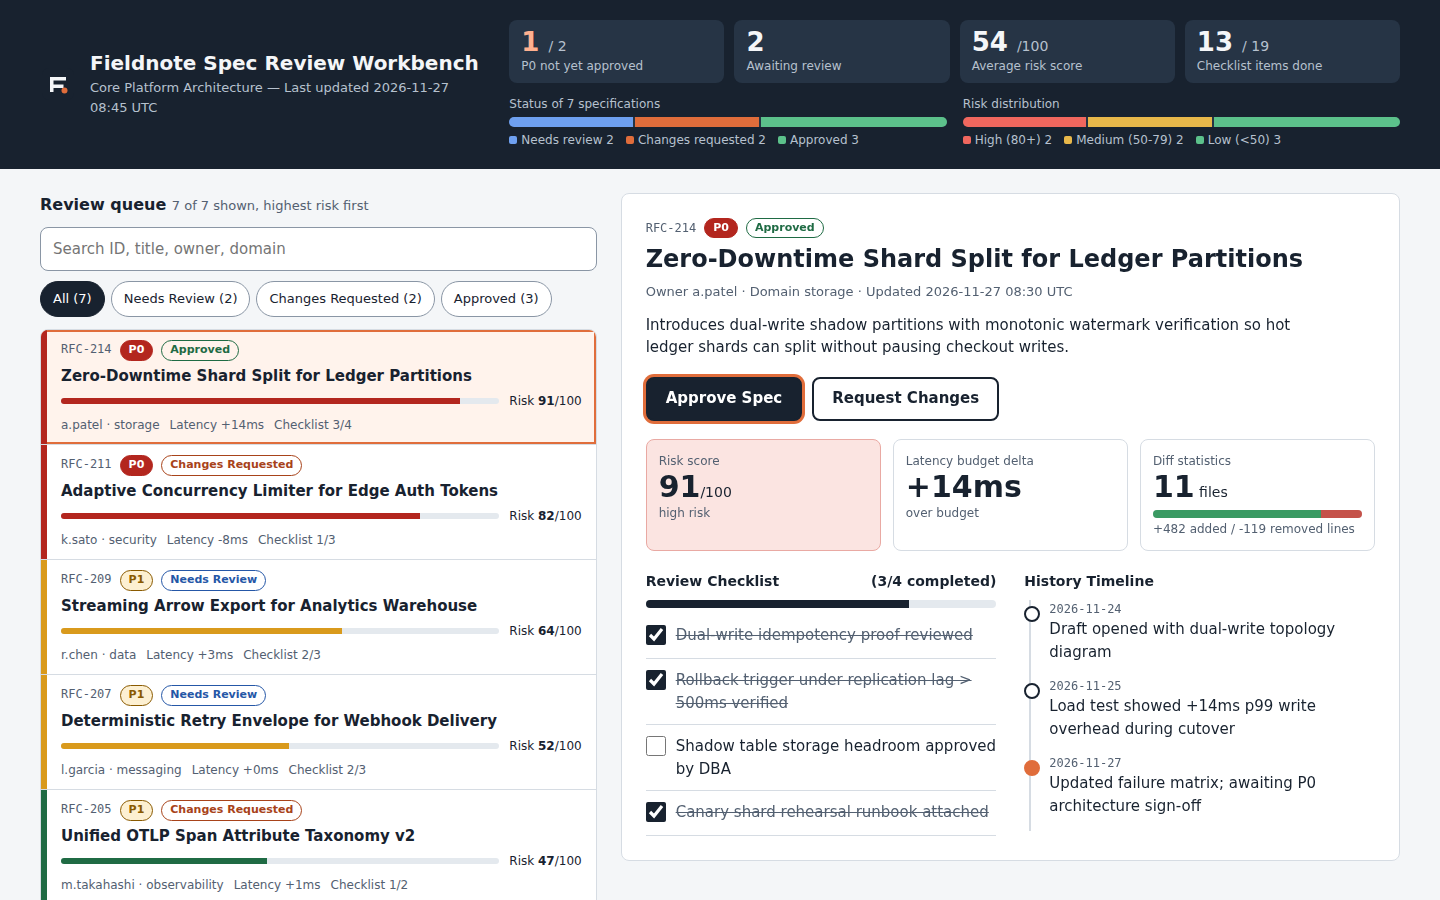 F
Fieldnote Spec Review Workbench
Core Platform Architecture — Last updated 2026-11-27
08:45 UTC
1 / 2
P0 not yet approved
2
Awaiting review
54 /100
Average risk score
13 / 19
Checklist items done
Status of 7 specifications
Needs review 2 Changes requested 2 Approved 3
Risk distribution
High (80+) 2 Medium (50-79) 2 Low (<50) 3
Review queue 7 of 7 shown, highest risk first
Search ID, title, owner, domain
All (7) Needs Review (2) Changes Requested (2) Approved (3)
RFC-214 P0 Approved
Zero-Downtime Shard Split for Ledger Partitions
Risk 91/100
a.patel · storage Latency +14ms Checklist 3/4
RFC-211 P0 Changes Requested
Adaptive Concurrency Limiter for Edge Auth Tokens
Risk 82/100
k.sato · security Latency -8ms Checklist 1/3
RFC-209 P1 Needs Review
Streaming Arrow Export for Analytics Warehouse
Risk 64/100
r.chen · data Latency +3ms Checklist 2/3
RFC-207 P1 Needs Review
Deterministic Retry Envelope for Webhook Delivery
Risk 52/100
l.garcia · messaging Latency +0ms Checklist 2/3
RFC-205 P1 Changes Requested
Unified OTLP Span Attribute Taxonomy v2
Risk 47/100
m.takahashi · observability Latency +1ms Checklist 1/2
RFC-214 P0 Approved
Zero-Downtime Shard Split for Ledger Partitions
Owner a.patel · Domain storage · Updated 2026-11-27 08:30 UTC
Introduces dual-write shadow partitions with monotonic watermark verification so hot
ledger shards can split without pausing checkout writes.
Approve Spec Request Changes
Risk score
91/100
high risk
Latency budget delta
+14ms
over budget
Diff statistics
11 files
+482 added / -119 removed lines
Review Checklist (3/4 completed)
Dual-write idempotency proof reviewed
Rollback trigger under replication lag >
500ms verified
Shadow table storage headroom approved
by DBA
Canary shard rehearsal runbook attached
History Timeline
2026-11-24
Draft opened with dual-write topology
diagram
2026-11-25
Load test showed +14ms p99 write
overhead during cutover
2026-11-27
Updated failure matrix; awaiting P0
architecture sign-off